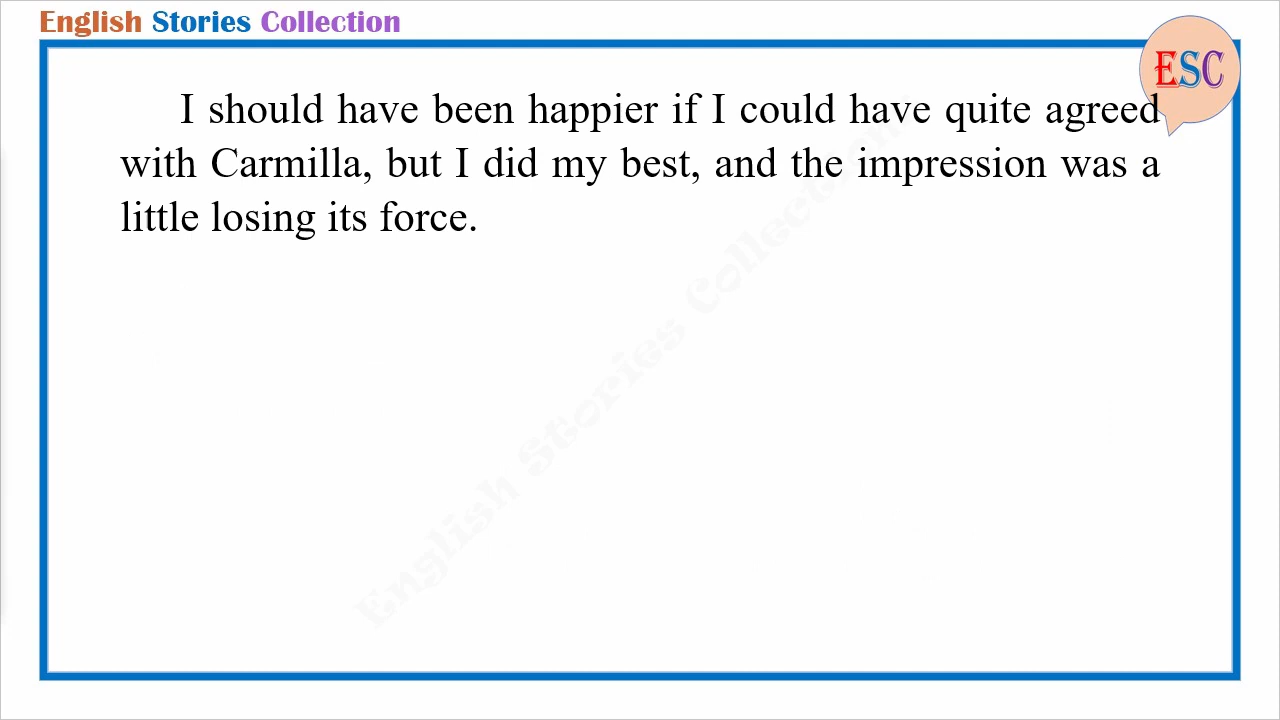 English Stories Collection
ESC
I should have been happier if I could have quite agreed
with Carmilla, but I did my best, and the impression was a
little losing its force.
English Stories Collection